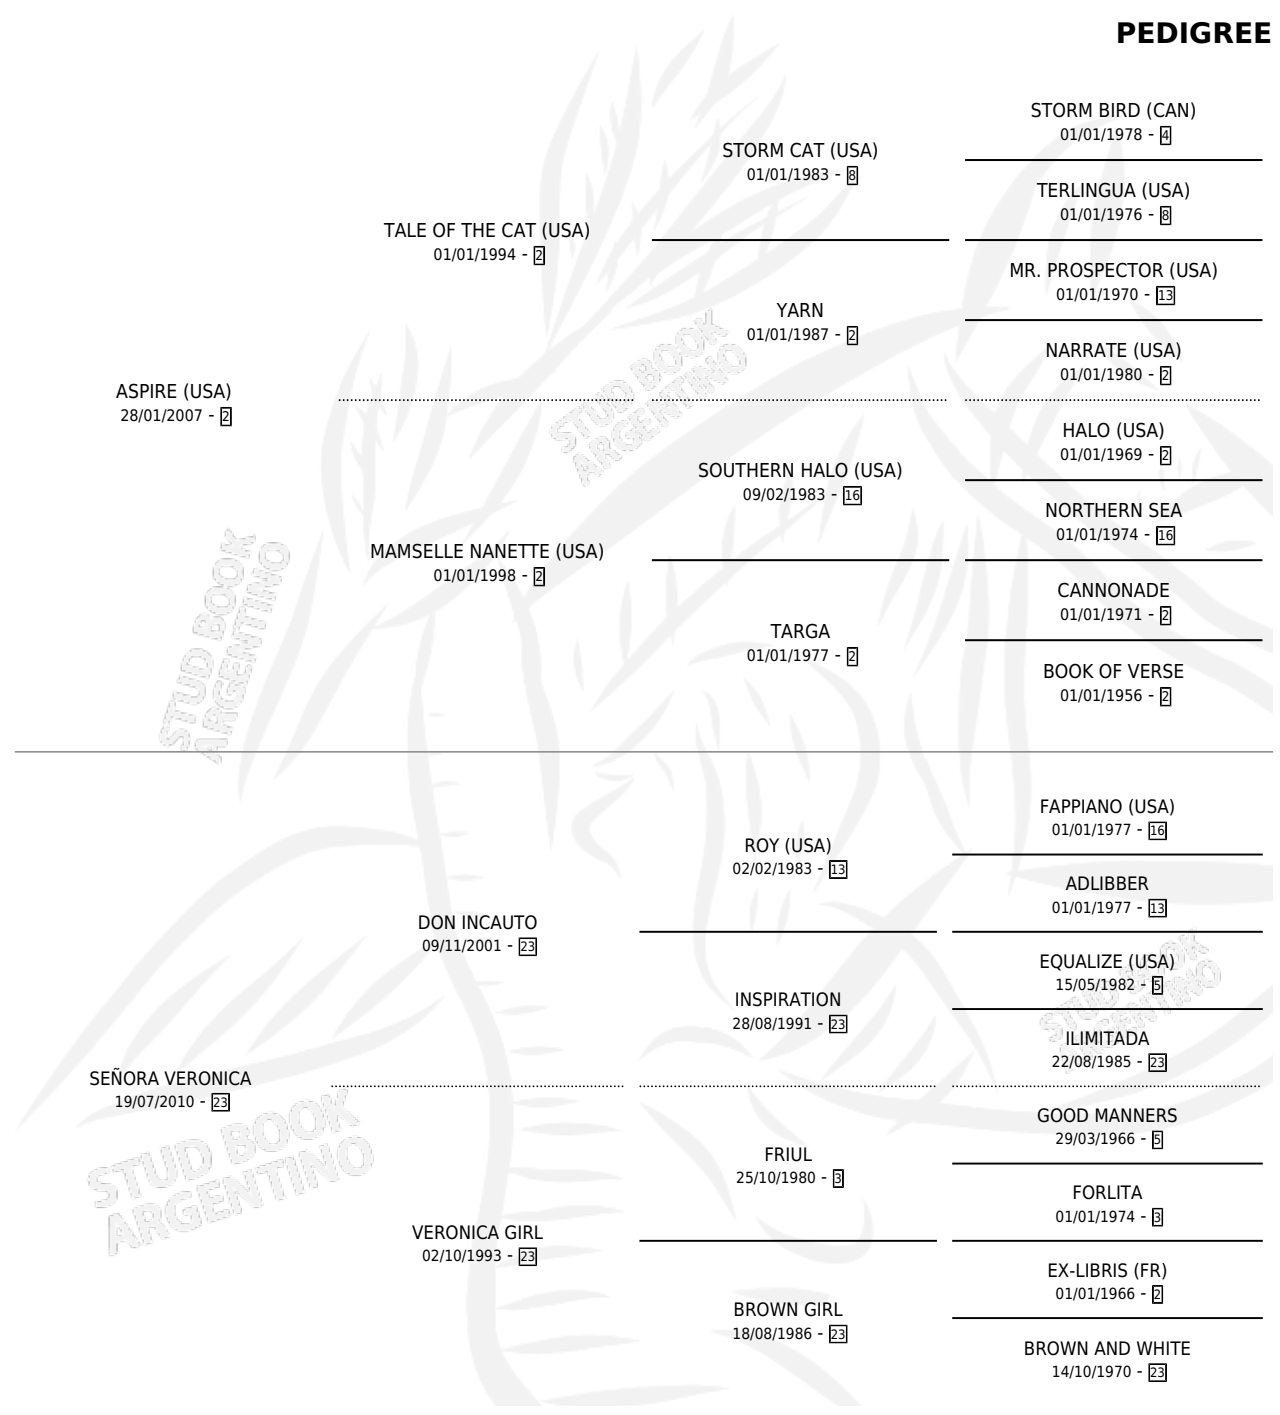 PEDIGREE
STORM BIRD (CAN)
01/01/1978 - 4
STORM CAT (USA)
01/01/1983 - 8
TERLINGUA (USA)
01/01/1976 - 8
TALE OF THE CAT (USA)
01/01/1994 - 2
MR. PROSPECTOR (USA)
01/01/1970 - 13
YARN
01/01/1987 - 2
NARRATE (USA)
01/01/1980 - 2
ASPIRE (USA)
28/01/2007 - 2
HALO (USA)
01/01/1969 - 2
SOUTHERN HALO (USA)
09/02/1983 - 16
NORTHERN SEA
01/01/1974 - 16
MAMSELLE NANETTE (USA)
01/01/1998 - 2
CANNONADE
01/01/1971 - 2
TARGA
01/01/1977 - 2
BOOK OF VERSE
01/01/1956 - 2
STUD BOOK
ARGENTINO
STUD BOOK
ARGENTINO
FAPPIANO (USA)
01/01/1977 - 16
ROY (USA)
02/02/1983 - 13
ADLIBBER
01/01/1977 - 13
DON INCAUTO
09/11/2001 - 23
EQUALIZE (USA)
15/05/1982 - 5
INSPIRATION
28/08/1991 - 23
ILIMITADA
22/08/1985 - 23
SEÑORA VERONICA
19/07/2010 - 23
GOOD MANNERS
29/03/1966 - 5
FRIUL
25/10/1980 - 3
FORLITA
01/01/1974 - 3
VERONICA GIRL
02/10/1993 - 23
EX-LIBRIS (FR)
01/01/1966 - 2
BROWN GIRL
18/08/1986 - 23
BROWN AND WHITE
14/10/1970 - 23
STUD BOOK
ARGENTINO
STUD BOOK
ARGENTINO